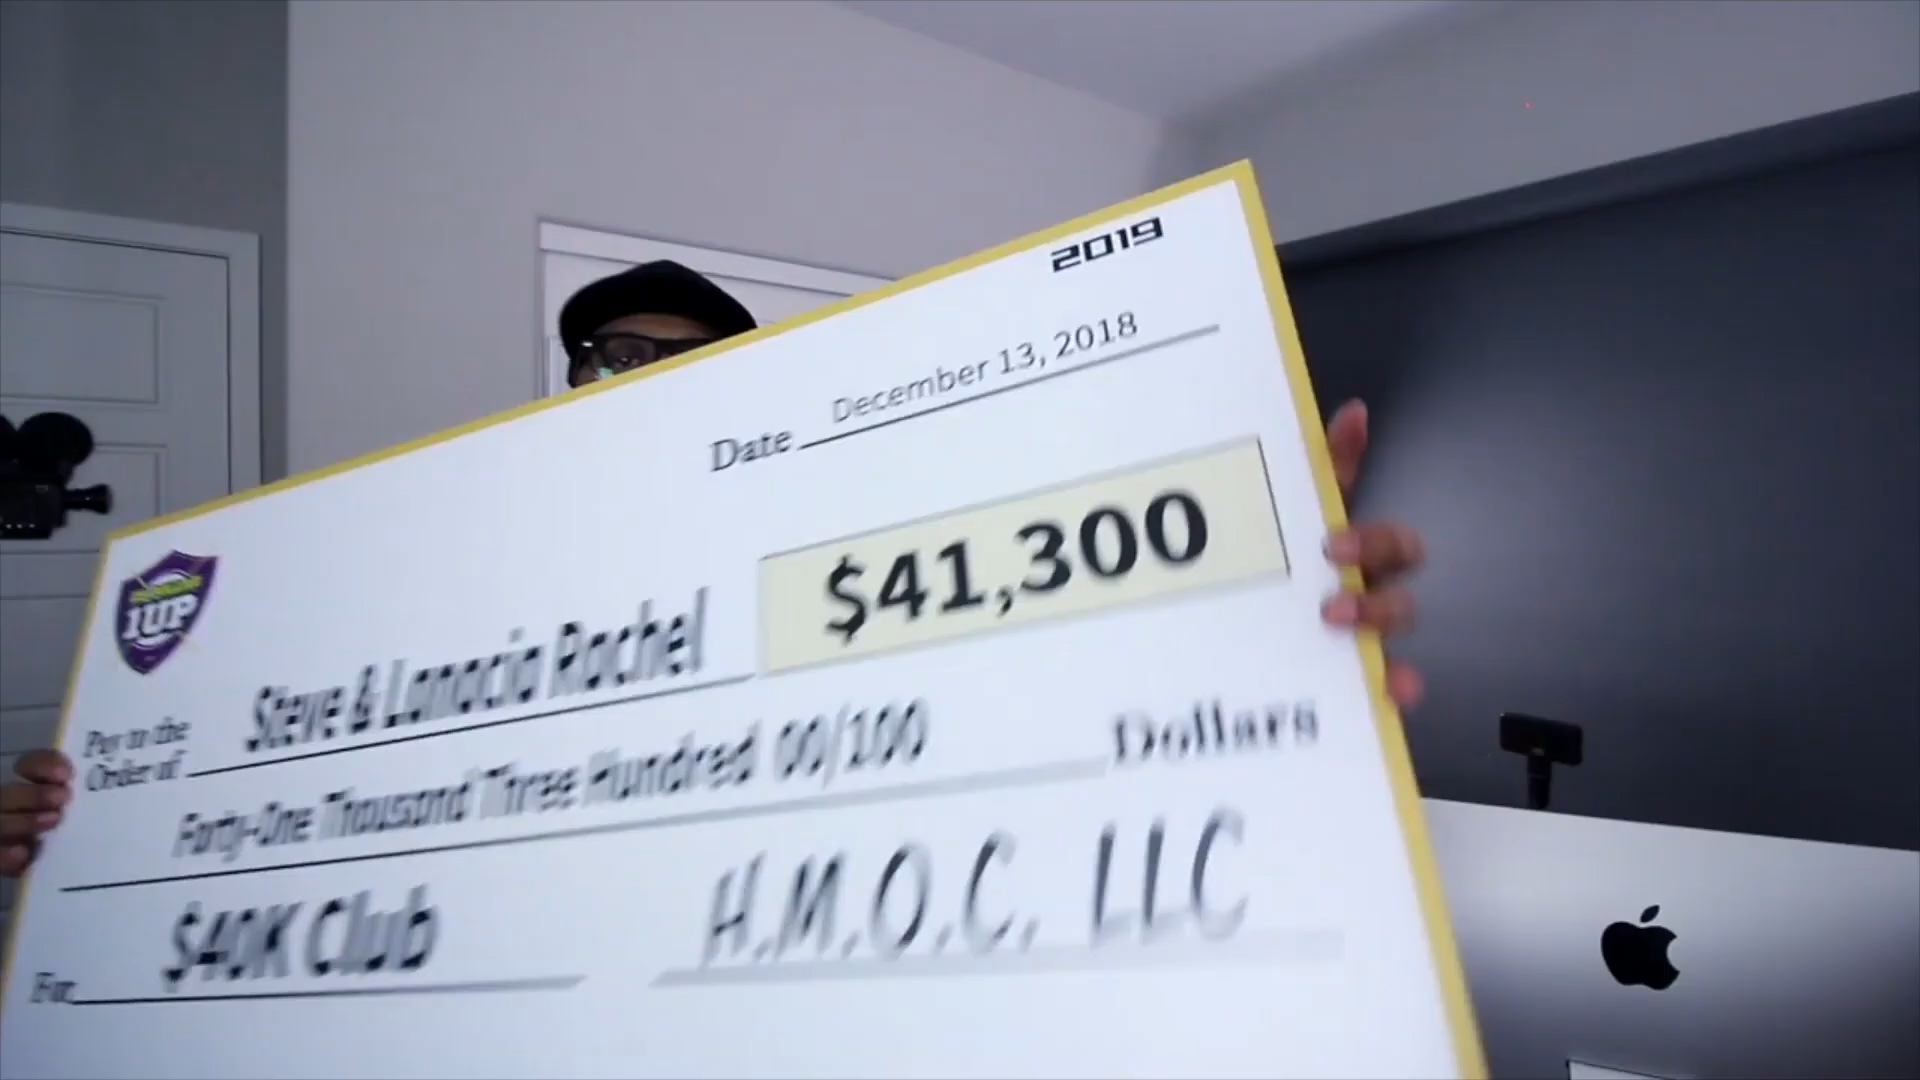 2019
Date December 13, 2018
1UP
$41,300
Pay to the
Order of Steve & Lanacia Rachel
Forty-One Thousand Three Hundred 00/100 Dollars
For $40K Club H.M.O.C. LLC